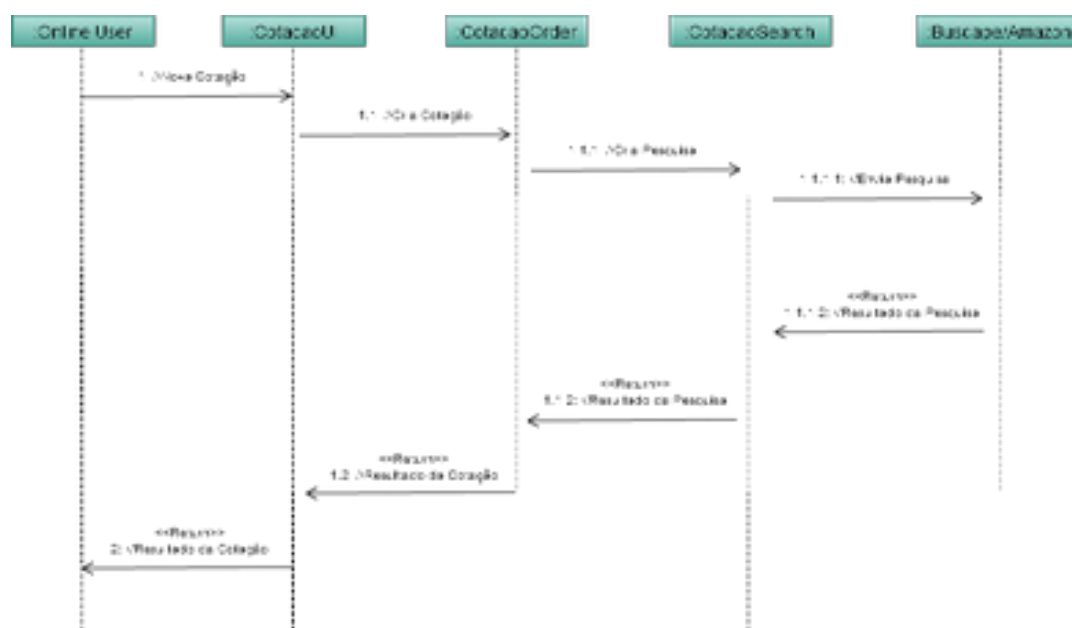 :Online User
:CotacaoUI
:CotacaoOrder
:CotacaoSearch
:Buscape/Amazon
1: //Nova Cotação
1.1: //Cria Cotação
1.1.1: //Cria Pesquisa
1.1.1.1: //Envia Pesquisa
<<Return>>
1.1.1.2: //Resultado da Pesquisa
<<Return>>
1.1.2: //Resultado da Pesquisa
<<Return>>
1.2: //Resultado da Cotação
<<Return>>
2: //Resultado da Cotação